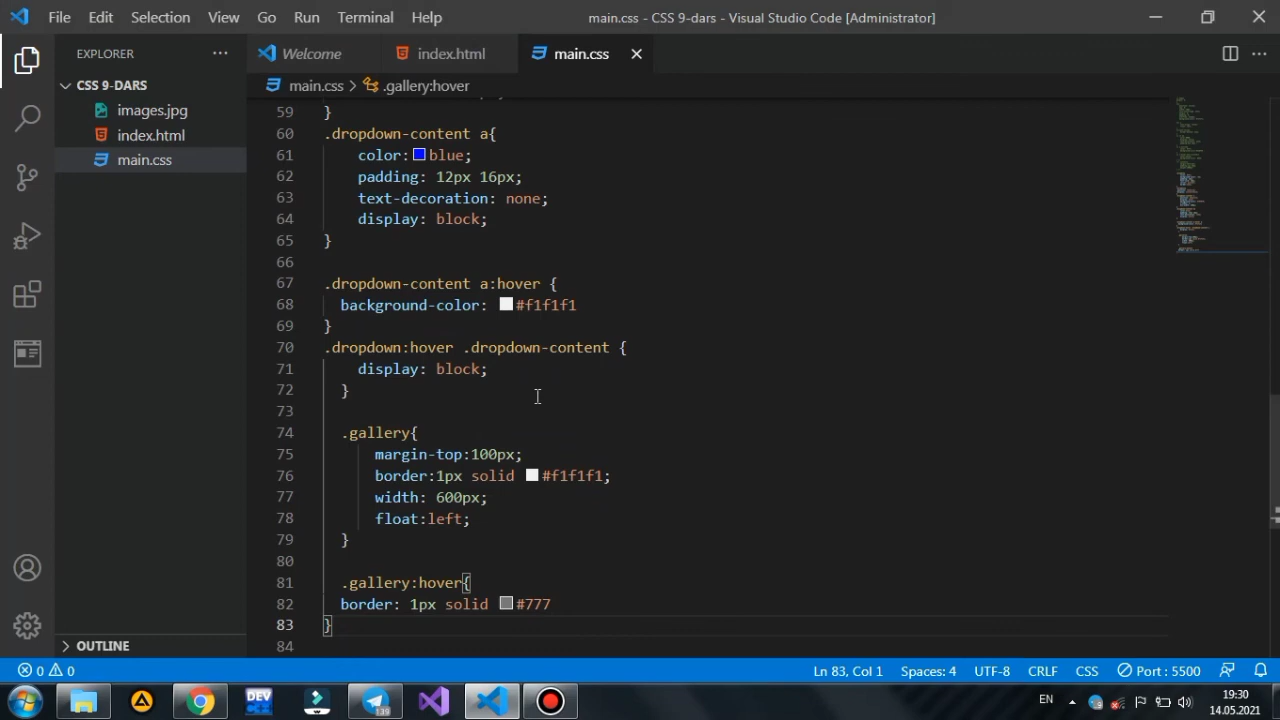 File Edit Selection View Go Run Terminal Help
main.css - CSS 9-dars - Visual Studio Code [Administrator]
EXPLORER
Welcome
index.html
main.css
CSS 9-DARS
images.jpg
index.html
main.css
main.css > .gallery:hover
59 }
60 .dropdown-content a{
61 color: blue;
62 padding: 12px 16px;
63 text-decoration: none;
64 display: block;
65 }
66
67 .dropdown-content a:hover {
68 background-color: #f1f1f1
69 }
70 .dropdown:hover .dropdown-content {
71 display: block;
72 }
73
74 .gallery{
75 margin-top:100px;
76 border:1px solid #f1f1f1;
77 width: 600px;
78 float:left;
79 }
80
81 .gallery:hover{
82 border: 1px solid #777
83 }
84
OUTLINE
0 0
Ln 83, Col 1 Spaces: 4 UTF-8 CRLF CSS Port : 5500
DEV
139
EN
19:30
14.05.2021